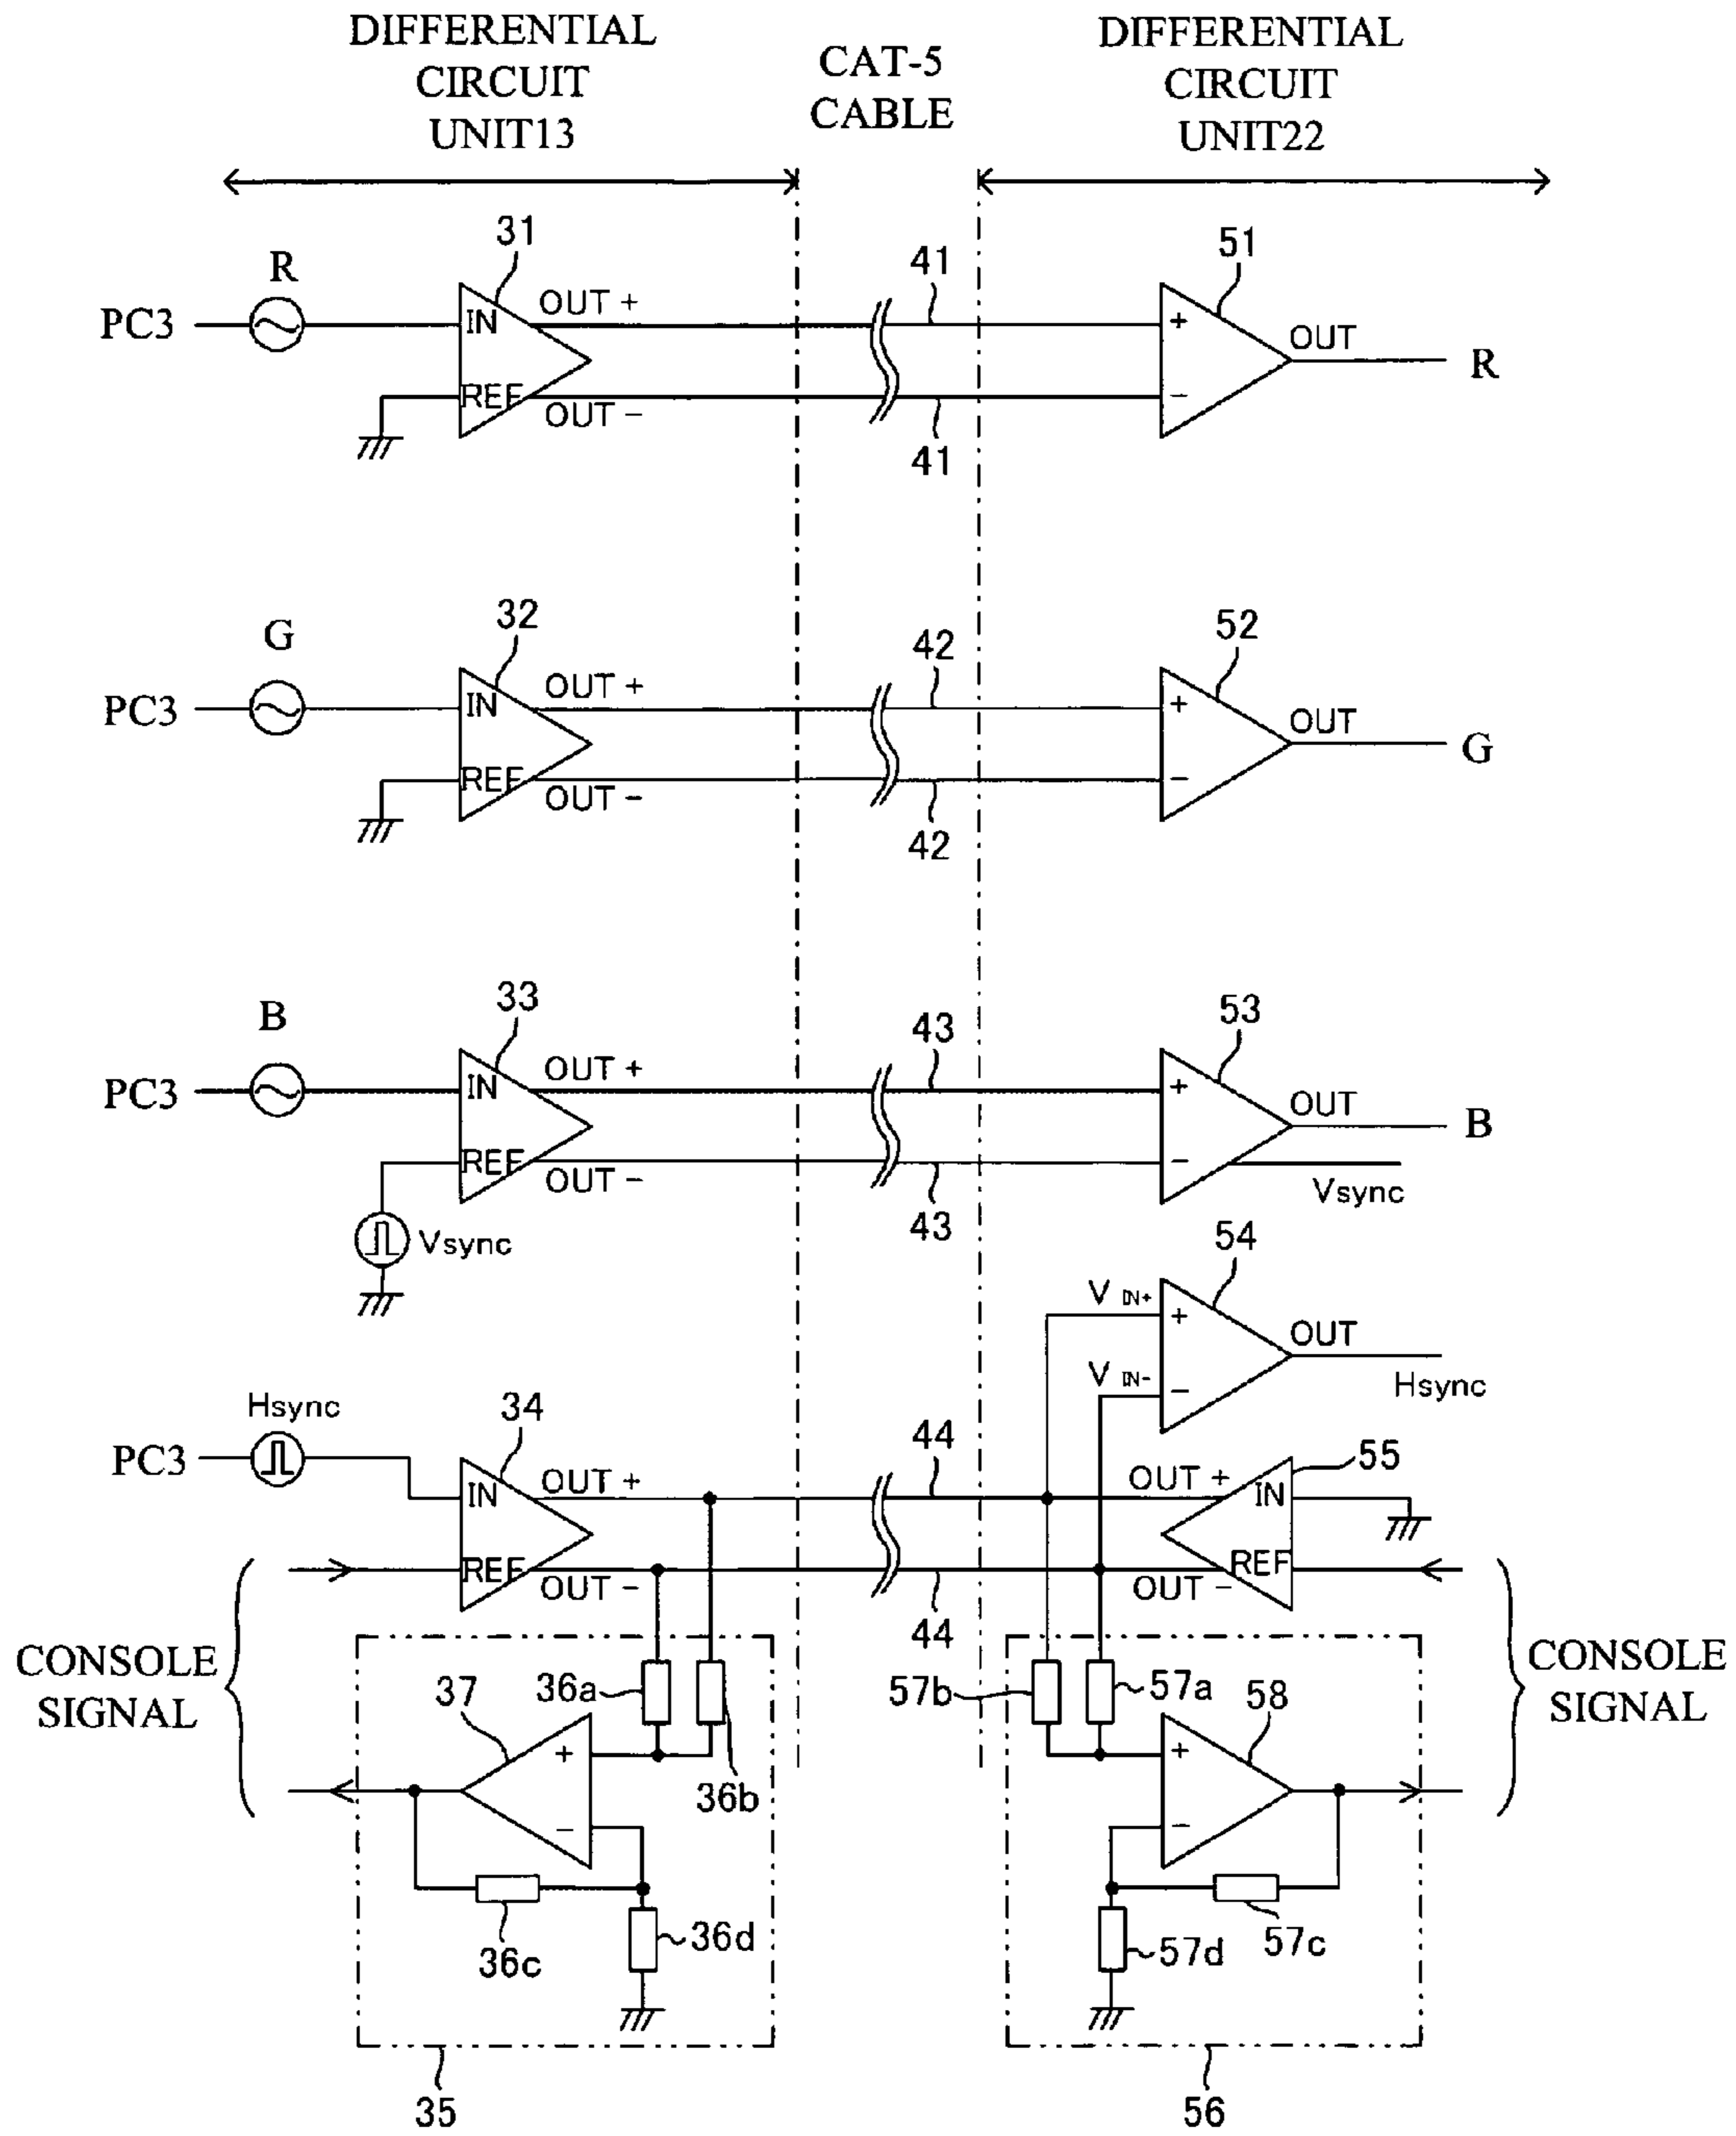 DIFFERENTIAL
CIRCUIT
UNIT13
CAT-5
CABLE
DIFFERENTIAL
CIRCUIT
UNIT22
R
PC3
31
IN
REF
OUT +
OUT -
41
41
51
+
-
OUT
R
G
PC3
32
IN
REF
OUT +
OUT -
42
42
52
+
-
OUT
G
B
PC3
33
IN
REF
OUT +
OUT -
Vsync
43
43
53
+
-
OUT
B
Vsync
54
V IN+
V IN-
+
-
OUT
Hsync
Hsync
PC3
34
IN
REF
OUT +
OUT -
44
44
55
OUT +
OUT -
IN
REF
CONSOLE
SIGNAL
37
36a
36b
+
-
36c
36d
35
57b
57a
58
+
-
57c
57d
56
CONSOLE
SIGNAL